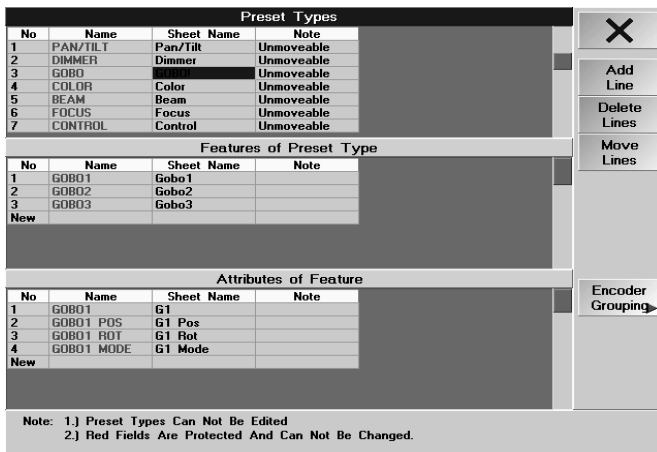 Preset Types
No Name Sheet Name Note
1 PAN/TILT Pan/Tilt Unmoveable
2 DIMMER Dimmer Unmoveable
3 GOBO GOBO! Unmoveable
4 COLOR Color Unmoveable
5 BEAM Beam Unmoveable
6 FOCUS Focus Unmoveable
7 CONTROL Control Unmoveable
Features of Preset Type
No Name Sheet Name Note
1 GOBO1 Gobo1
2 GOBO2 Gobo2
3 GOBO3 Gobo3
New
Attributes of Feature
No Name Sheet Name Note
1 GOBO1 G1
2 GOBO1 POS G1 Pos
3 GOBO1 ROT G1 Rot
4 GOBO1 MODE G1 Mode
New
Add
Line
Delete
Lines
Move
Lines
Encoder
Grouping
Note: 1.) Preset Types Can Not Be Edited
2.) Red Fields Are Protected And Can Not Be Changed.